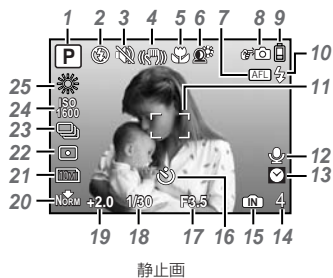 1 2 3 4 5 6 7 8 9
P
AFL 10
25
11
24 ISO 1600
23
22
12
21 10M
13
20 NORM +2.0 1/30 F3.5 IN 4
19 18 17 16 15 14
静止画